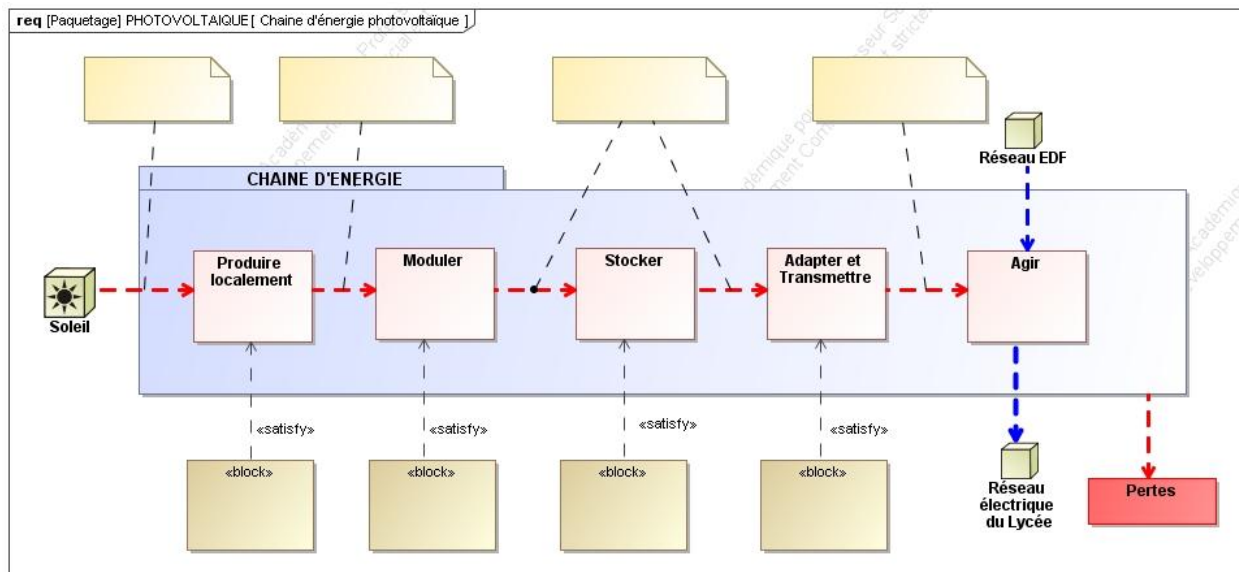 req [Paquetage] PHOTOVOLTAIQUE [ Chaine d'énergie photovoltaïque ]
Réseau EDF
CHAINE D'ENERGIE
Soleil
Produire
localement
Moduler
Stocker
Adapter et
Transmettre
Agir
«satisfy»
«satisfy»
«satisfy»
«satisfy»
«block»
«block»
«block»
«block»
Réseau
électrique
du Lycée
Pertes